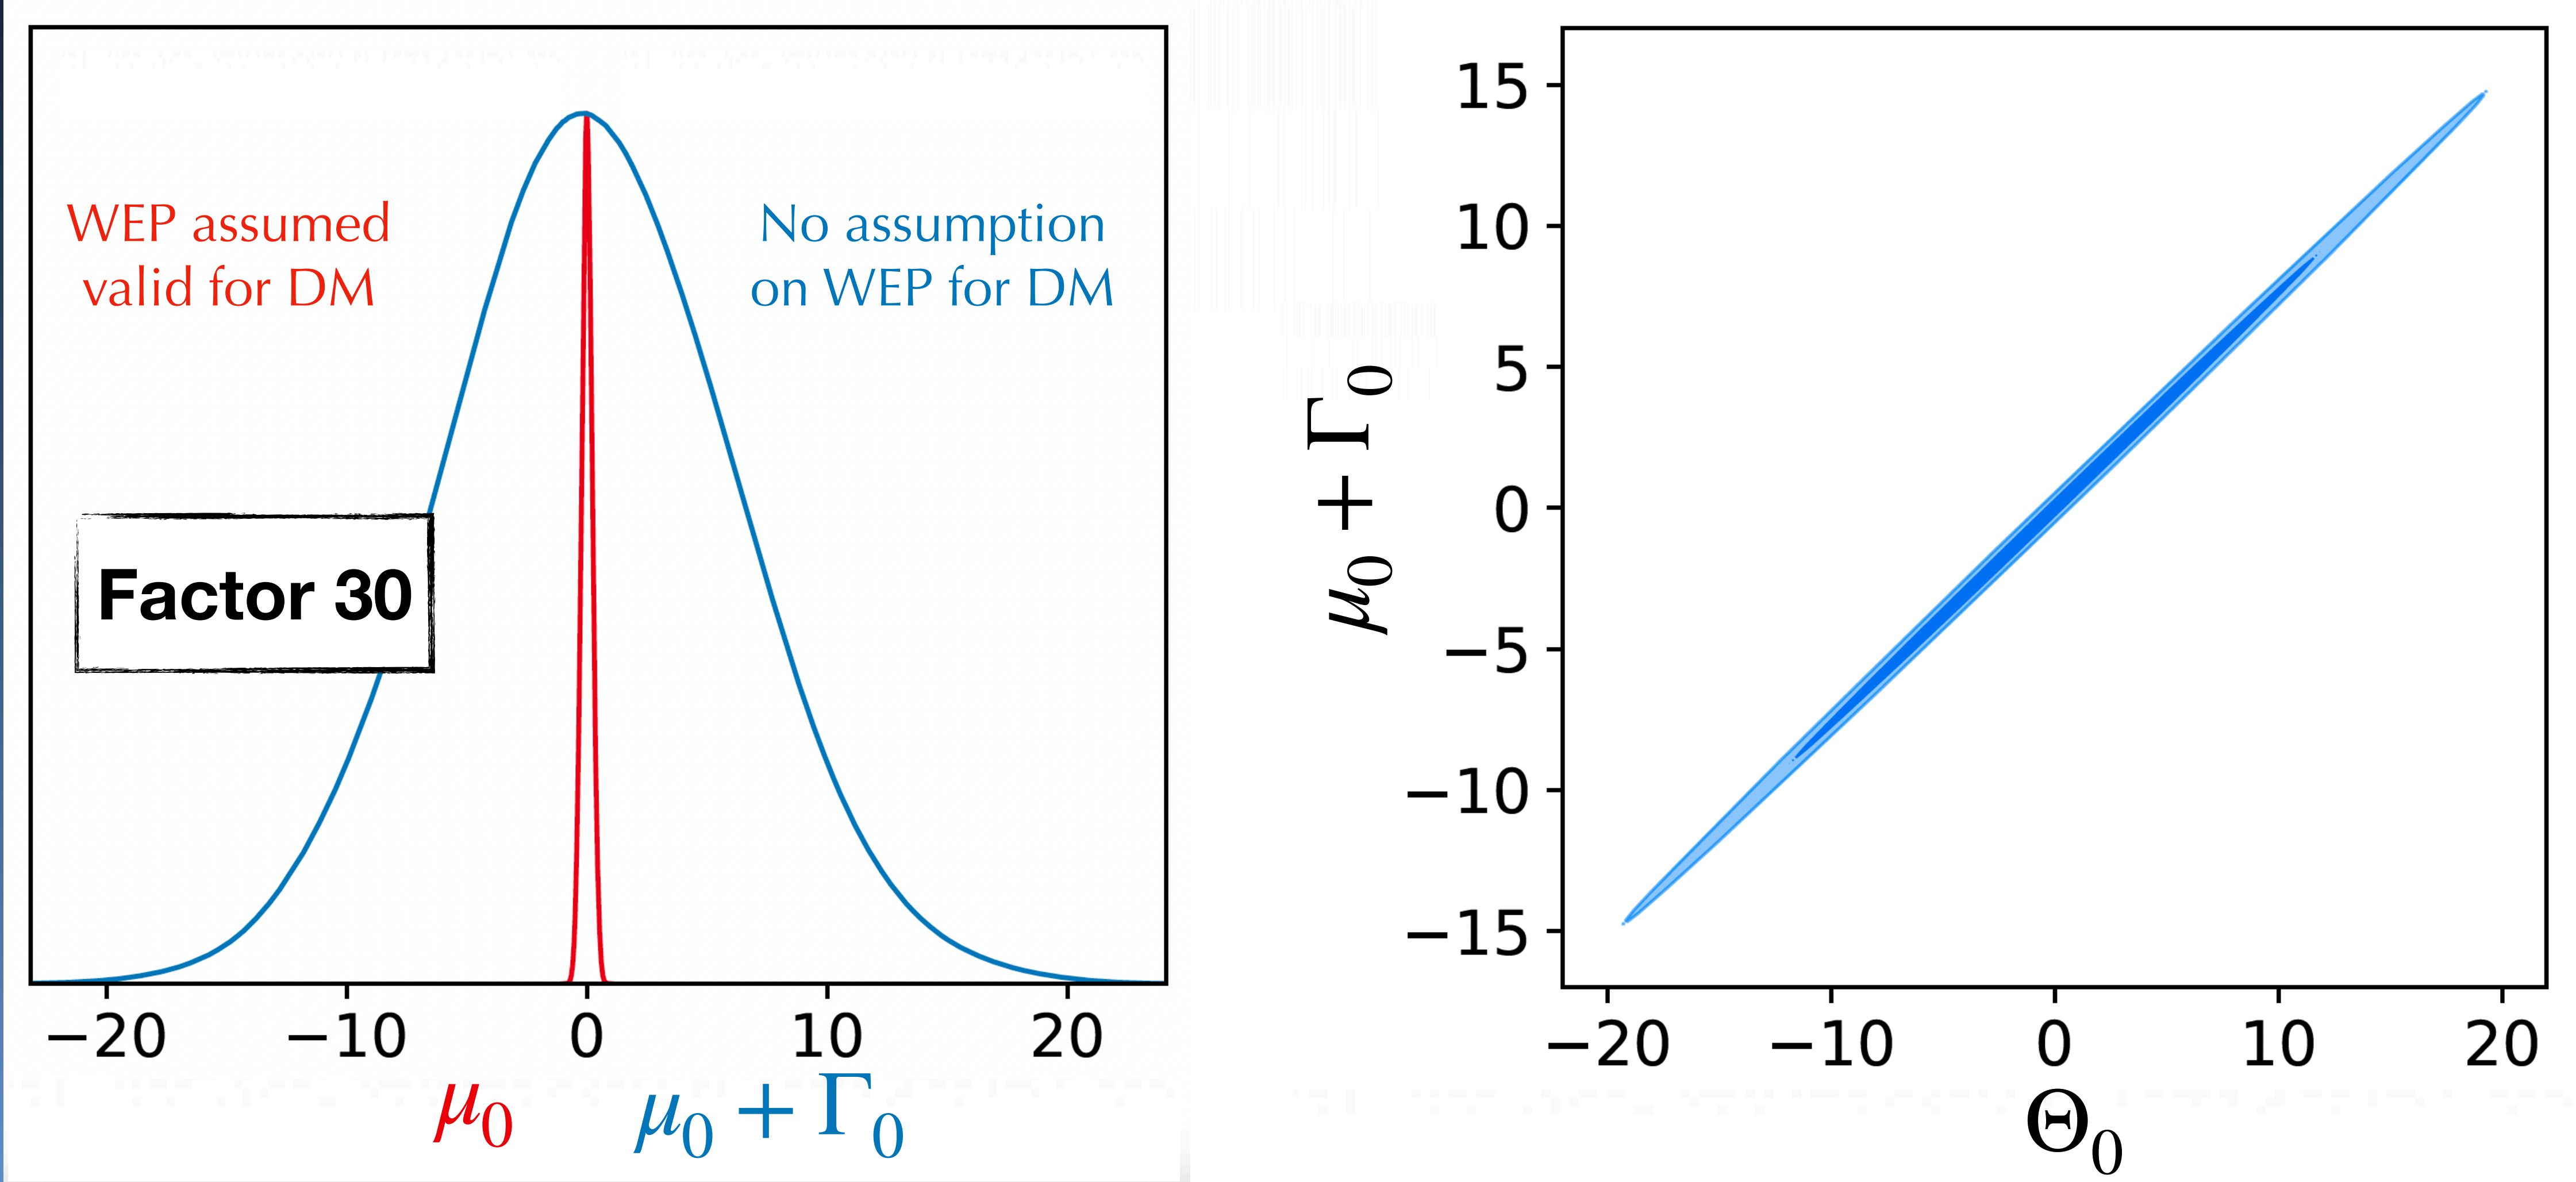 WEP assumed
valid for DM
No assumption
on WEP for DM
Factor 30
−20 −10 0 10 20
μ₀ μ₀ + Γ₀
15
10
5
0
−5
−10
−15
μ₀ + Γ₀
−20 −10 0 10 20
Θ₀